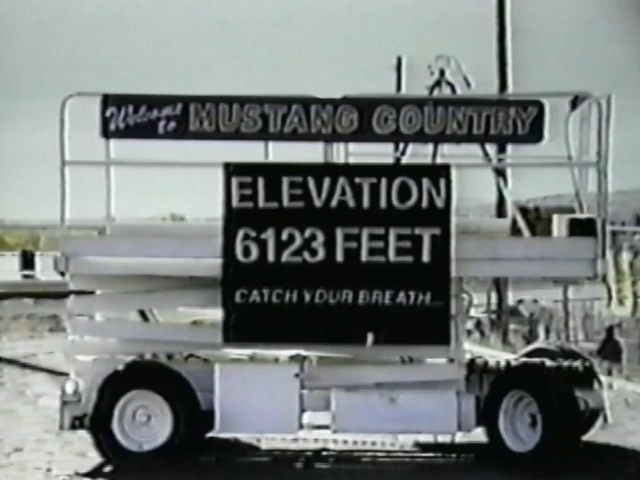 Welcome to MUSTANG COUNTRY
ELEVATION
6123 FEET
CATCH YOUR BREATH...